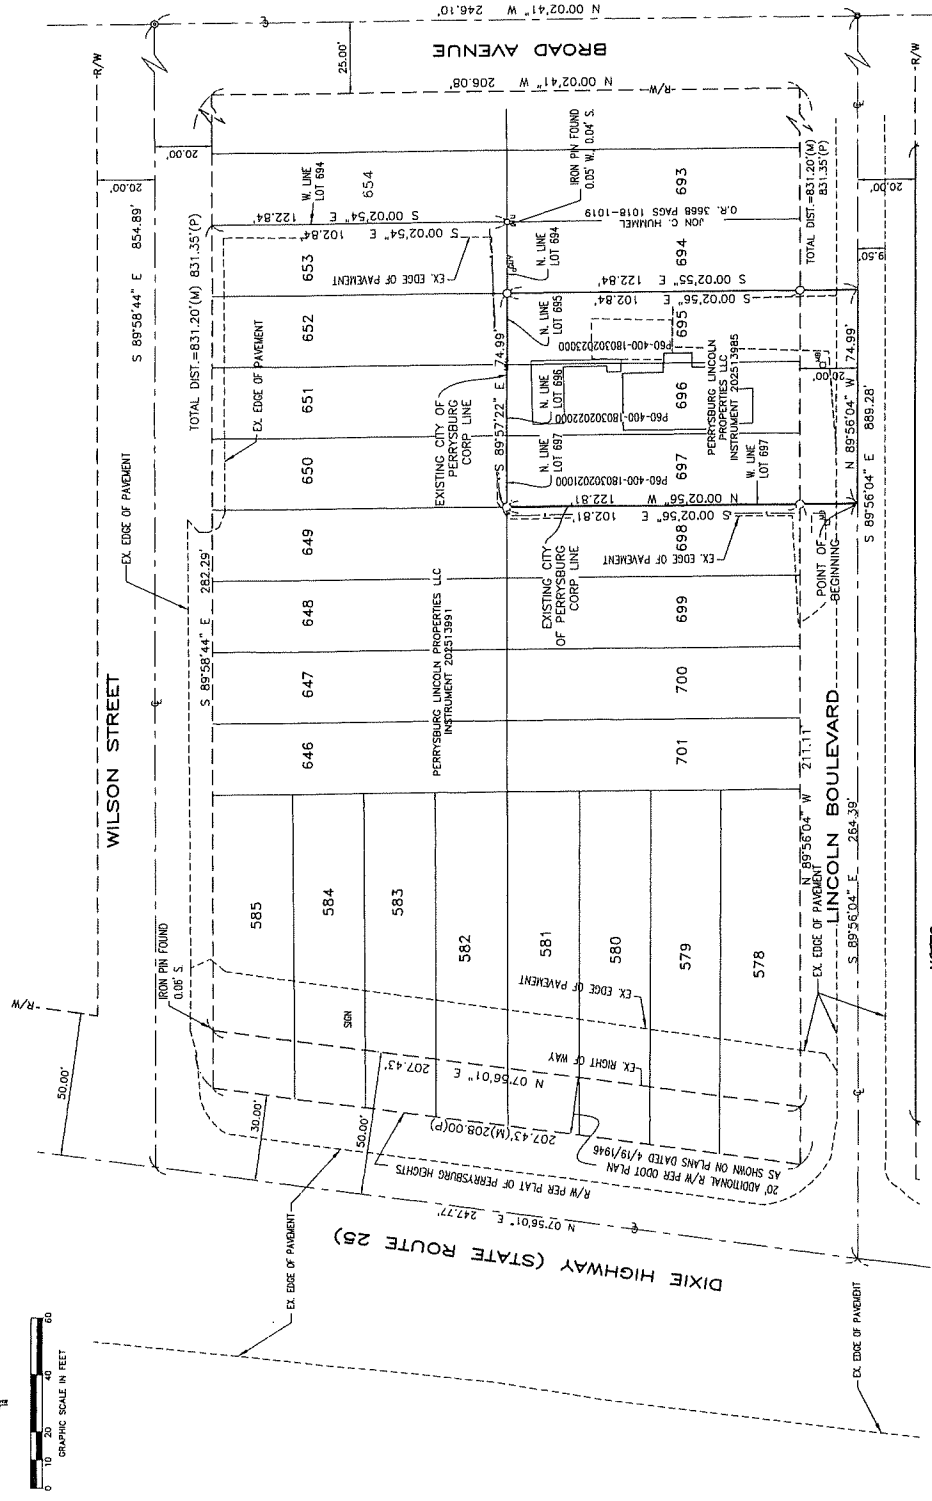 N 00°02'41" W
246.10'
BROAD AVENUE
25.00'
N 00°02'41" W 206.08'
R/W
R/W
20.00'
20.00'
S 89°58'44" E 854.89'
TOTAL DIST.=831.20'(M) 831.35'(P)
W. LINE
LOT 694
654
S 00°02'54" E 122.84'
S 00°02'54" E 102.84'
IRON PIN FOUND
0.05' W., 0.04' S.
693
JON C. HUMMEL
O.R. 3668 PAGS 1018-1019
TOTAL DIST.=831.20'(M)
831.35'(P)
20.00'
9.50'
653
EX. EDGE OF PAVEMENT
N. LINE
LOT 694
694
S 00°02'55" E 122.84'
S 00°02'56" E 102.84'
652
EX. EDGE OF PAVEMENT
N. LINE
LOT 695
695
P60-400-180302023000
651
EXISTING CITY OF
PERRYSBURG
CORP LINE
S 89°57'22" E 74.99'
N. LINE
LOT 696
696
P60-400-180302022000
PERRYSBURG LINCOLN
PROPERTIES LLC
INSTRUMENT 202513985
20.00'
N 89°56'04" W 74.99'
S 89°56'04" E 889.28'
650
N. LINE
LOT 697
697
P60-400-180302021000
W. LINE
LOT 697
N 00°02'56" W 122.81'
S 00°02'56" E 102.81'
EX. EDGE OF PAVEMENT
649
698
EX. EDGE OF PAVEMENT
POINT OF
BEGINNING
S 89°58'44" E 282.29'
EXISTING CITY
OF PERRYSBURG
CORP LINE
648
699
PERRYSBURG LINCOLN PROPERTIES LLC
INSTRUMENT 202513991
WILSON STREET
647
700
646
701
N 89°56'04" W 211.11'
LINCOLN BOULEVARD
S 89°56'04" E 264.39'
585
584
583
582
581
580
579
578
EX. EDGE OF PAVEMENT
IRON PIN FOUND
0.06' S.
R/W
SIGN
EX. EDGE OF PAVEMENT
EX. RIGHT OF WAY
N 07°56'01" E 207.43'
50.00'
30.00'
50.00'
207.43'(M)208.00'(P)
20' ADDITIONAL R/W PER ODOT PLAN
AS SHOWN ON PLANS DATED 4/19/1946
R/W PER PLAT OF PERRYSBURG HEIGHTS
N 07°56'01" E 247.77'
DIXIE HIGHWAY (STATE ROUTE 25)
EX. EDGE OF PAVEMENT
EX. EDGE OF PAVEMENT
0 10 20 40 60
GRAPHIC SCALE IN FEET